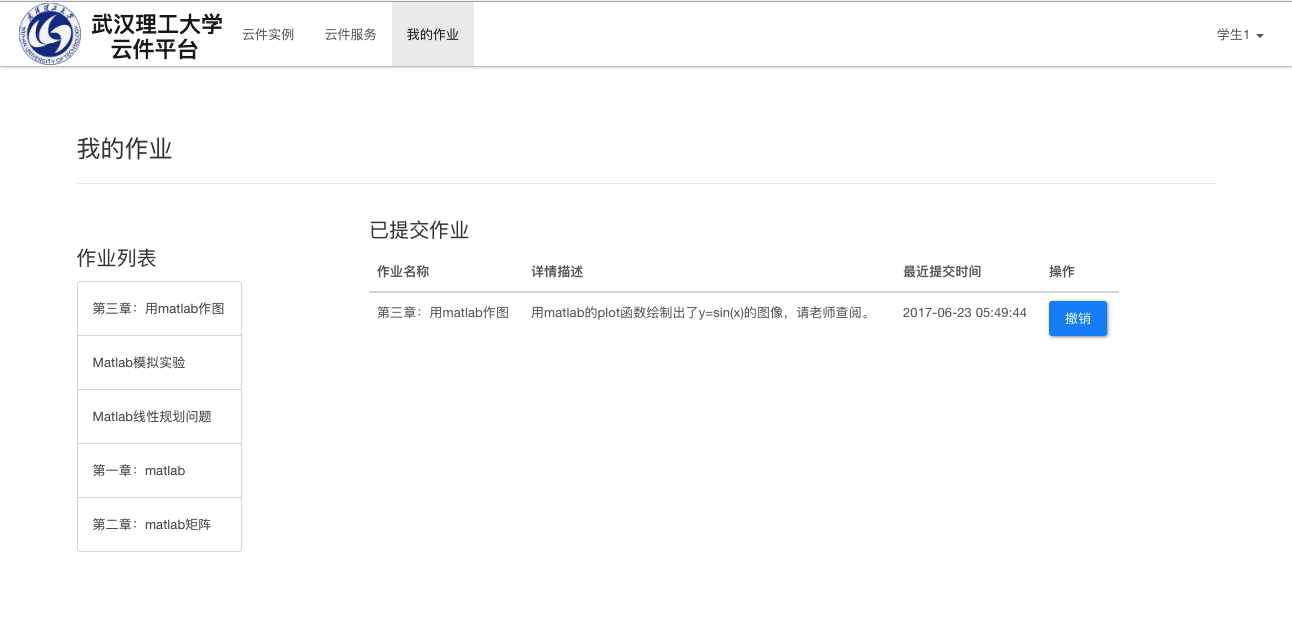 武汉理工大学
云件平台
云件实例
云件服务
我的作业
学生1
我的作业
作业列表
第三章：用matlab作图
Matlab模拟实验
Matlab线性规划问题
第一章：matlab
第二章：matlab矩阵
已提交作业
作业名称 详情描述 最近提交时间 操作
第三章：用matlab作图 用matlab的plot函数绘制出了y=sin(x)的图像，请老师查阅。 2017-06-23 05:49:44 撤销